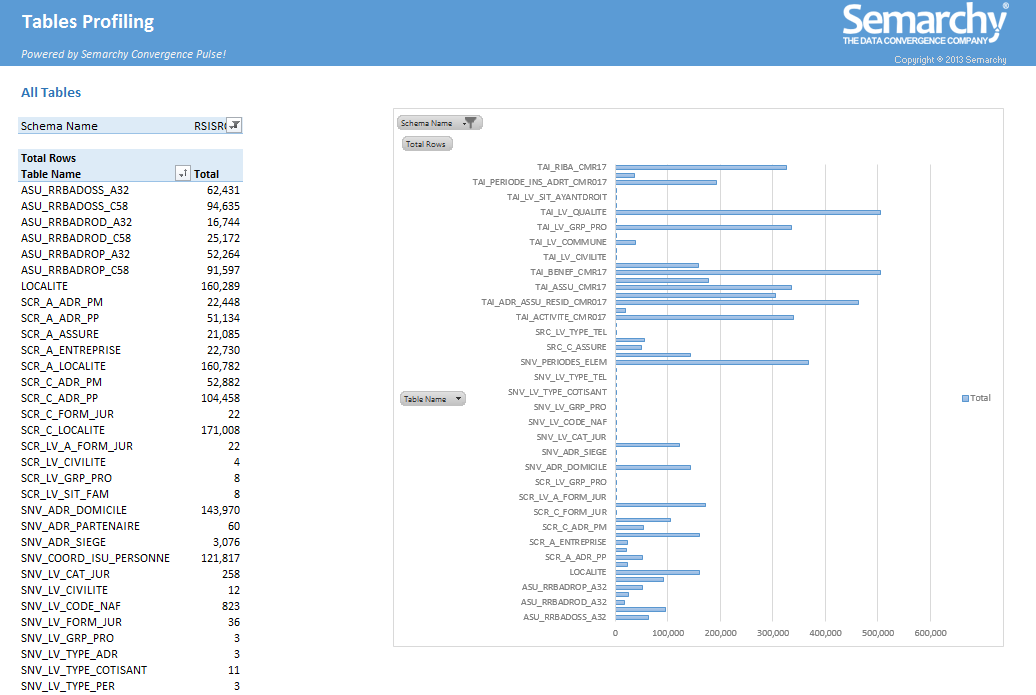 Tables Profiling
Powered by Semarchy Convergence Pulse!
Semarchy®
THE DATA CONVERGENCE COMPANY
Copyright © 2013 Semarchy
All Tables
Schema Name
Total Rows
Table Name Total
ASU_RRBADOSS_A32 62,431
ASU_RRBADOSS_C58 94,635
ASU_RRBADROD_A32 16,744
ASU_RRBADROD_C58 25,172
ASU_RRBADROP_A32 52,264
ASU_RRBADROP_C58 91,597
LOCALITE 160,289
SCR_A_ADR_PM 22,448
SCR_A_ADR_PP 51,134
SCR_A_ASSURE 21,085
SCR_A_ENTREPRISE 22,730
SCR_A_LOCALITE 160,782
SCR_C_ADR_PM 52,882
SCR_C_ADR_PP 104,458
SCR_C_FORM_JUR 22
SCR_C_LOCALITE 171,008
SCR_LV_A_FORM_JUR 22
SCR_LV_CIVILITE 4
SCR_LV_GRP_PRO 8
SCR_LV_SIT_FAM 8
SNV_ADR_DOMICILE 143,970
SNV_ADR_PARTENAIRE 60
SNV_ADR_SIEGE 3,076
SNV_COORD_ISU_PERSONNE 121,817
SNV_LV_CAT_JUR 258
SNV_LV_CIVILITE 12
SNV_LV_CODE_NAF 823
SNV_LV_FORM_JUR 36
SNV_LV_GRP_PRO 3
SNV_LV_TYPE_ADR 3
SNV_LV_TYPE_COTISANT 11
SNV_LV_TYPE_PER 3
Schema Name
Total Rows
Table Name
TAI_RIBA_CMR17
TAI_PERIODE_INS_ADRT_CMR017
TAI_LV_SIT_AYANTDROIT
TAI_LV_QUALITE
TAI_LV_GRP_PRO
TAI_LV_COMMUNE
TAI_LV_CIVILITE
TAI_BENEF_CMR17
TAI_ASSU_CMR17
TAI_ADR_ASSU_RESID_CMR017
TAI_ACTIVITE_CMR017
SRC_LV_TYPE_TEL
SRC_C_ASSURE
SNV_PERIODES_ELEM
SNV_LV_TYPE_TEL
SNV_LV_TYPE_COTISANT
SNV_LV_GRP_PRO
SNV_LV_CODE_NAF
SNV_LV_CAT_JUR
SNV_ADR_SIEGE
SNV_ADR_DOMICILE
SCR_LV_GRP_PRO
SCR_LV_A_FORM_JUR
SCR_C_FORM_JUR
SCR_C_ADR_PM
SCR_A_ENTREPRISE
SCR_A_ADR_PP
LOCALITE
ASU_RRBADROP_A32
ASU_RRBADROD_A32
ASU_RRBADOSS_A32
0 100,000 200,000 300,000 400,000 500,000 600,000
Total